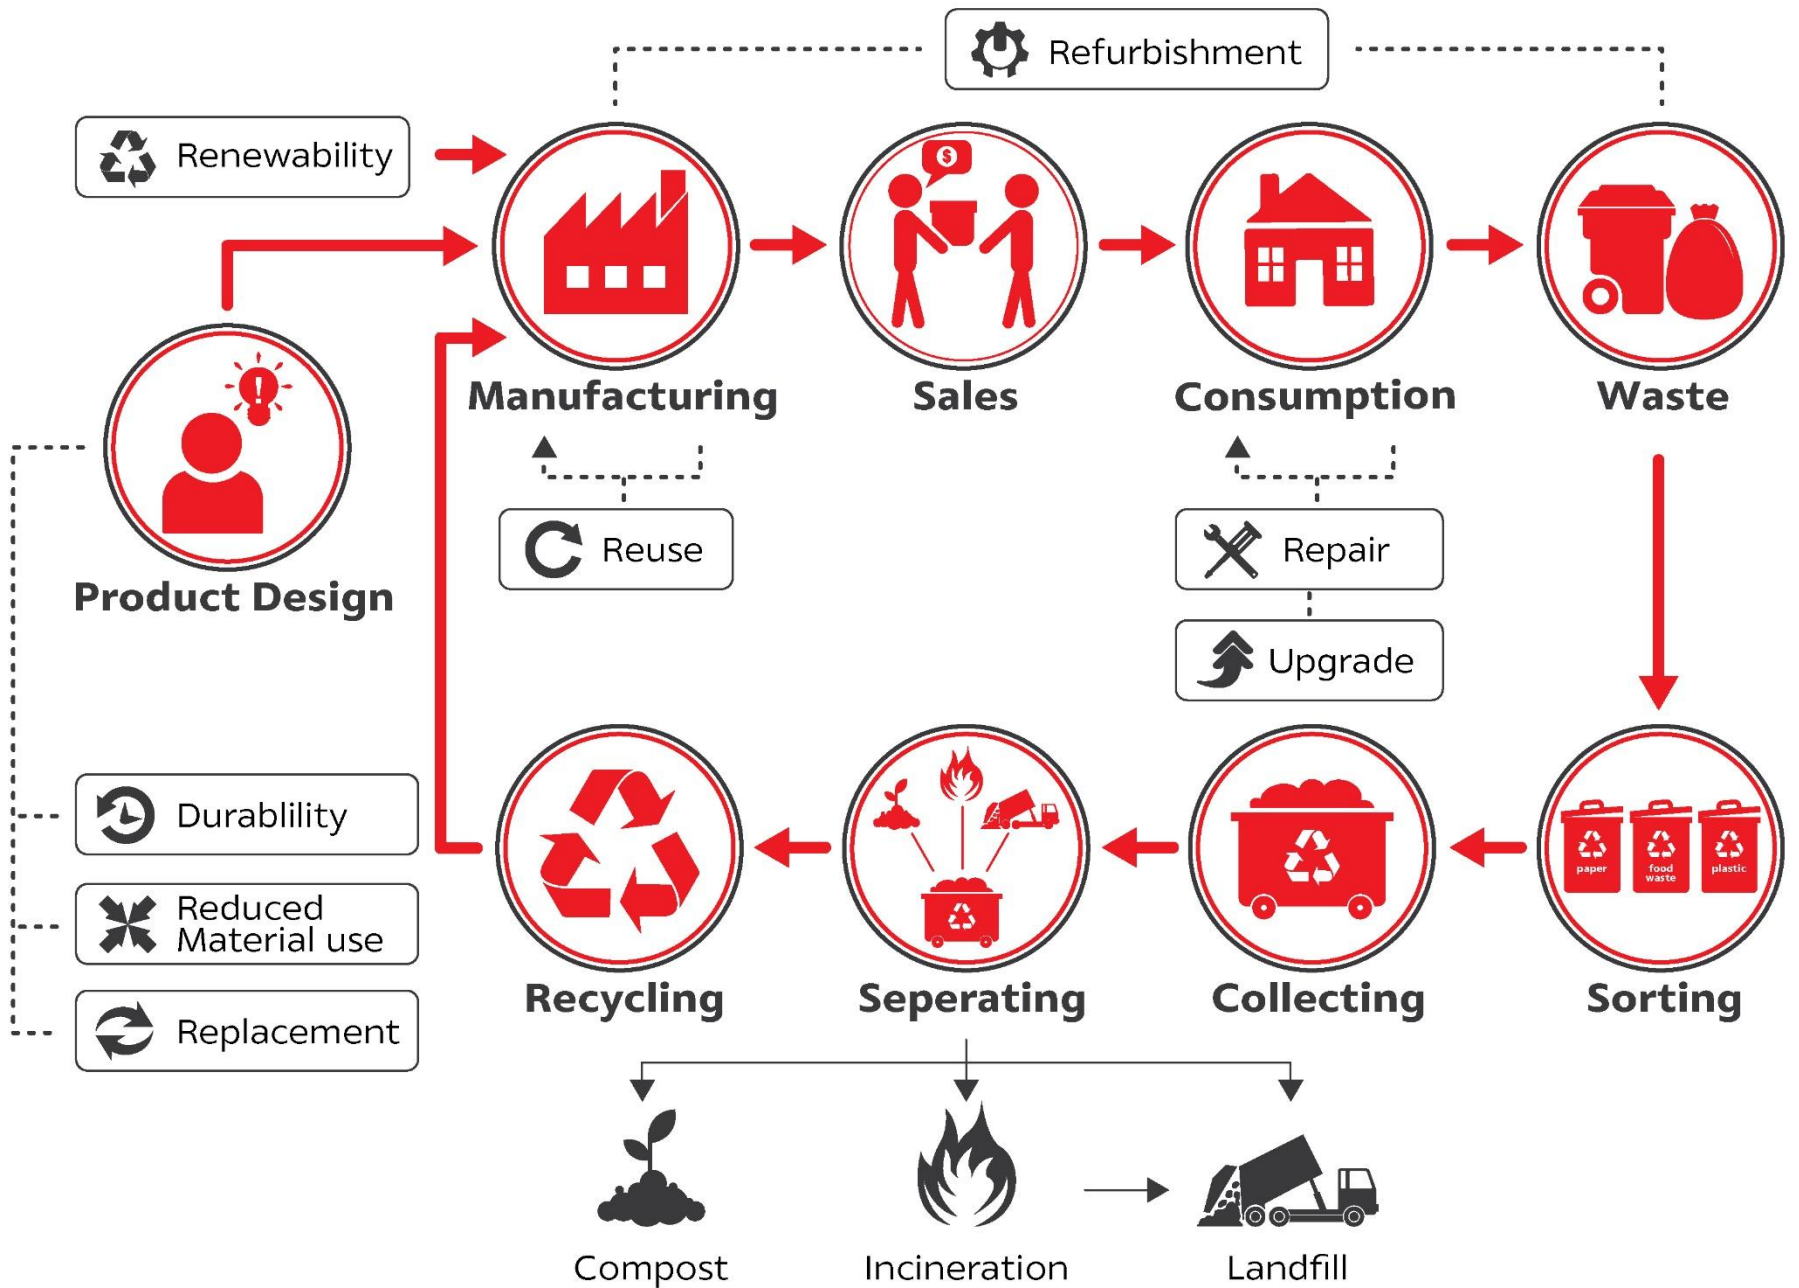 Refurbishment
Renewability
$
Manufacturing
Sales
Consumption
Waste
!
Product Design
Reuse
Repair
Upgrade
Durablility
Reduced
Material use
Replacement
paper
food
waste
plastic
Recycling
Seperating
Collecting
Sorting
Compost
Incineration
Landfill